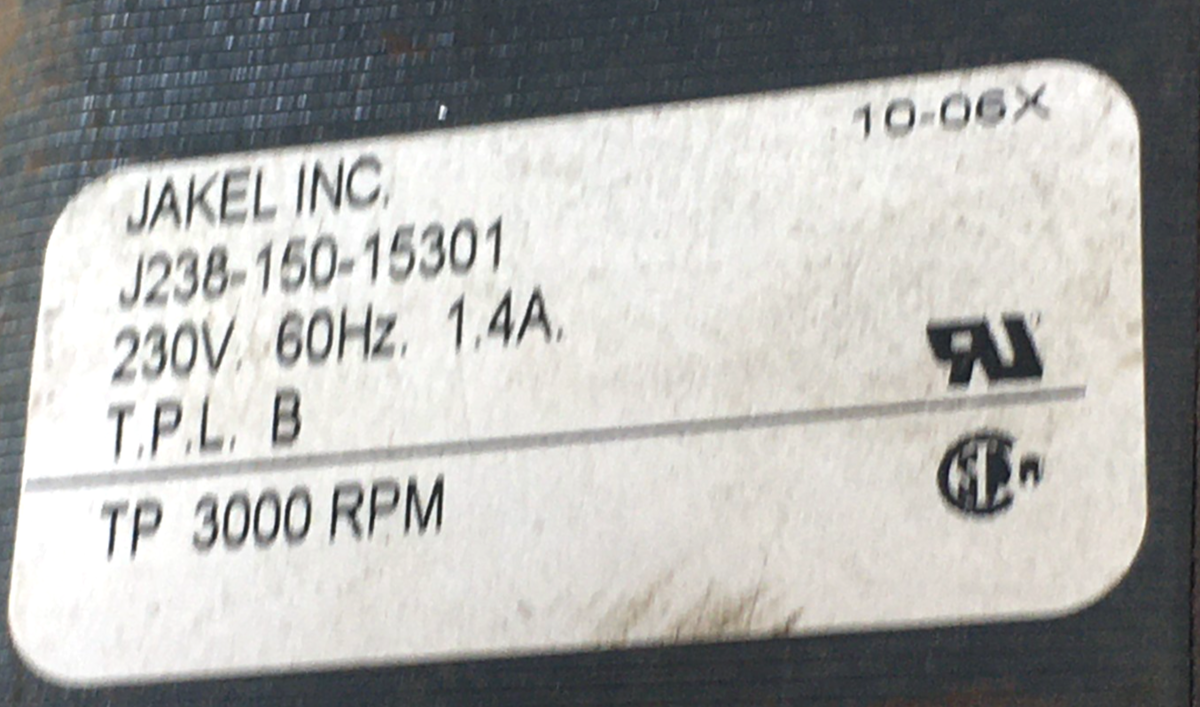 10-06X
JAKEL INC.
J238-150-15301
230V. 60Hz. 1.4A.
T.P.L. B
TP 3000 RPM